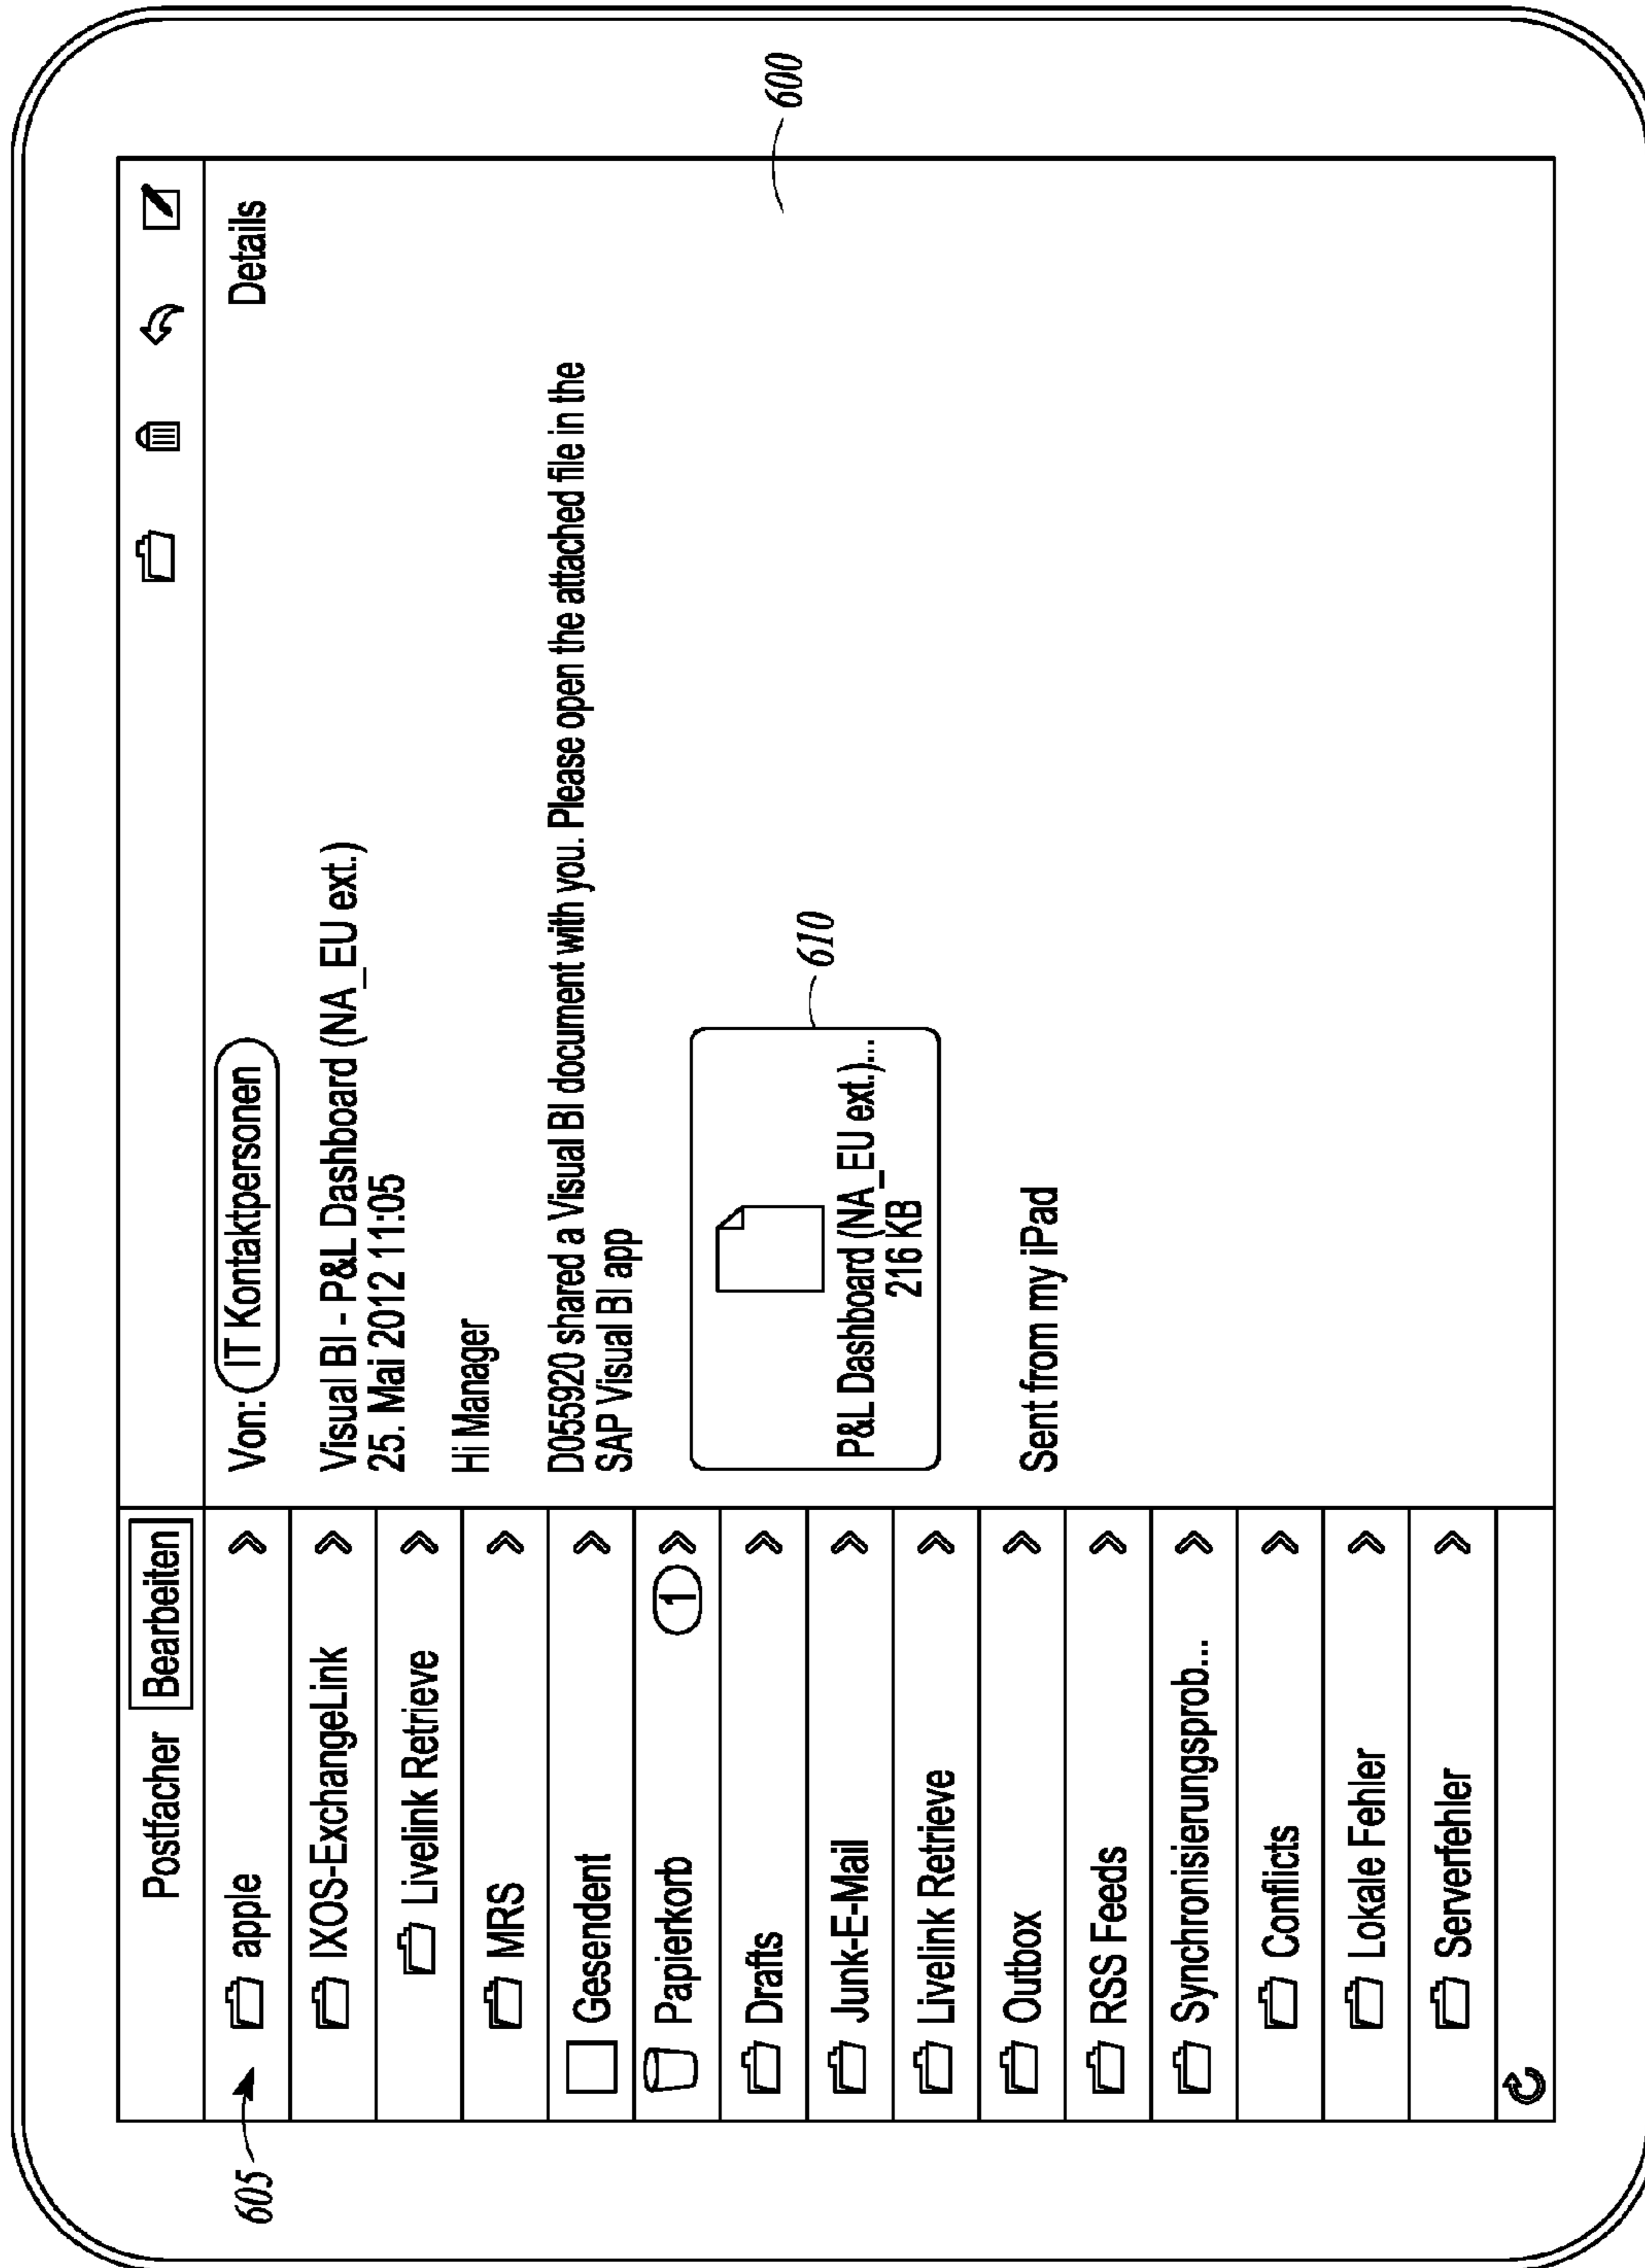 Postfacher Bearbeiten
apple
IXOS-ExchangeLink
Livelink Retrieve
MRS
Gesendent
Papierkorb 1
Drafts
Junk-E-Mail
Livelink Retrieve
Outbox
RSS Feeds
Synchronisierungsprob...
Conflicts
Lokale Fehler
Serverfehler
605
Von: IT Kontaktpersonen Details
Visual BI - P&L Dashboard (NA_EU ext.)
25. Mai 2012 11:05
Hi Manager
D055920 shared a Visual BI document with you. Please open the attached file in the
SAP Visual BI app
P&L Dashboard (NA_EU ext.)...
216 KB
610
Sent from my iPad
600